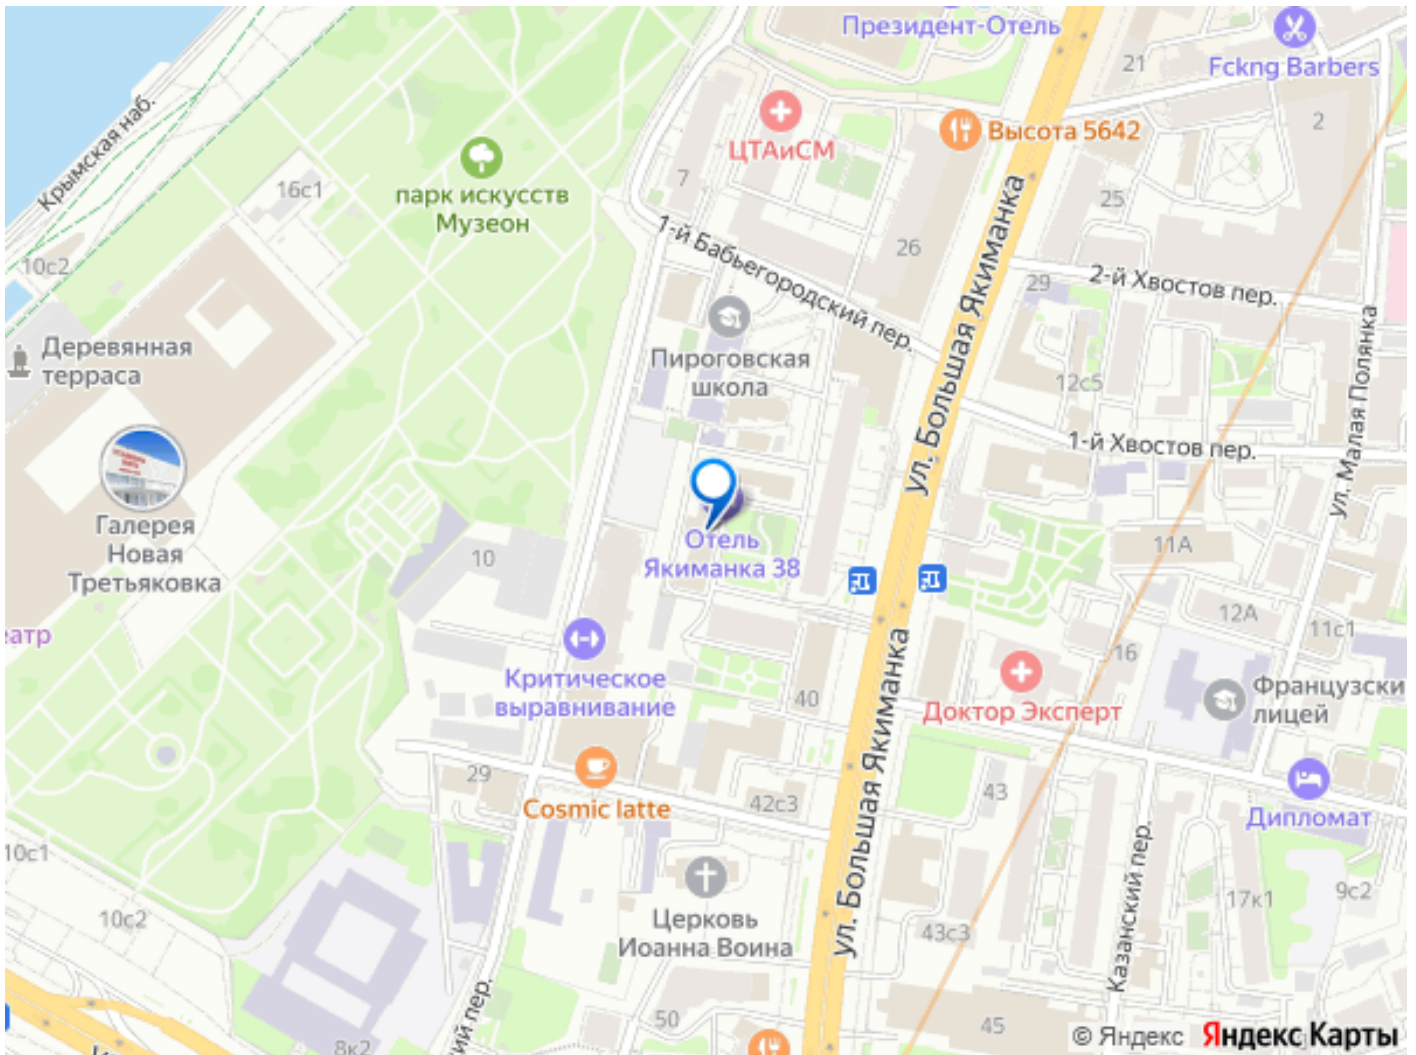 Президент-Отель
21
Fckng Barbers
2
ЦТАиСМ
Высота 5642
Крымская наб.
16с1
парк искусств
Музеон
7
25
1-й Бабьегородский пер.
26
ул. Большая Якиманка
2-й Хвостов пер.
29
10с2
Деревянная
терраса
Пироговская
школа
12с5
ул. Малая Полянка
1-й Хвостов пер.
Галерея
Новая
Третьяковка
Отель
Якиманка 38
10
11А
12А
11с1
еатр
16
Критическое
выравнивание
40
ул. Большая Якиманка
Доктор Эксперт
Французски
лицей
29
Cosmic latte
42с3
43
Дипломат
10с1
Казанский пер.
17к1
9с2
10с2
Церковь
Иоанна Воина
43с3
ий пер.
50
45
8к2
© Яндекс Яндекс Карты